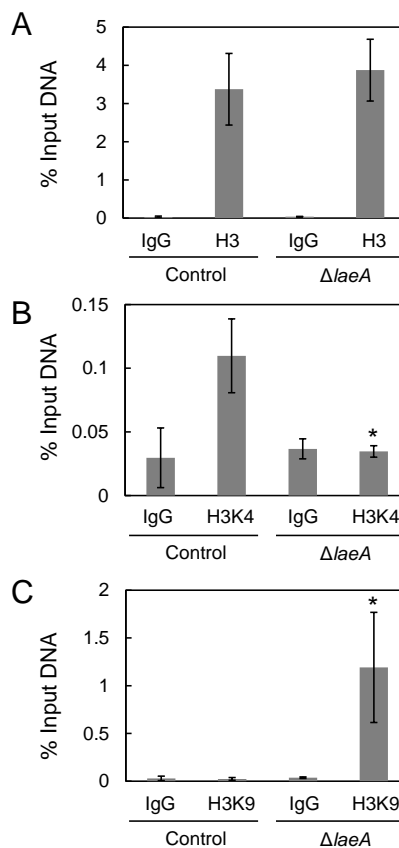 A
% Input DNA
5
4
3
2
1
0
IgG H3 IgG H3
Control ΔlaeA
B
% Input DNA
0.15
0.1
0.05
0
*
IgG H3K4 IgG H3K4
Control ΔlaeA
C
% Input DNA
2
1.5
1
0.5
0
*
IgG H3K9 IgG H3K9
Control ΔlaeA